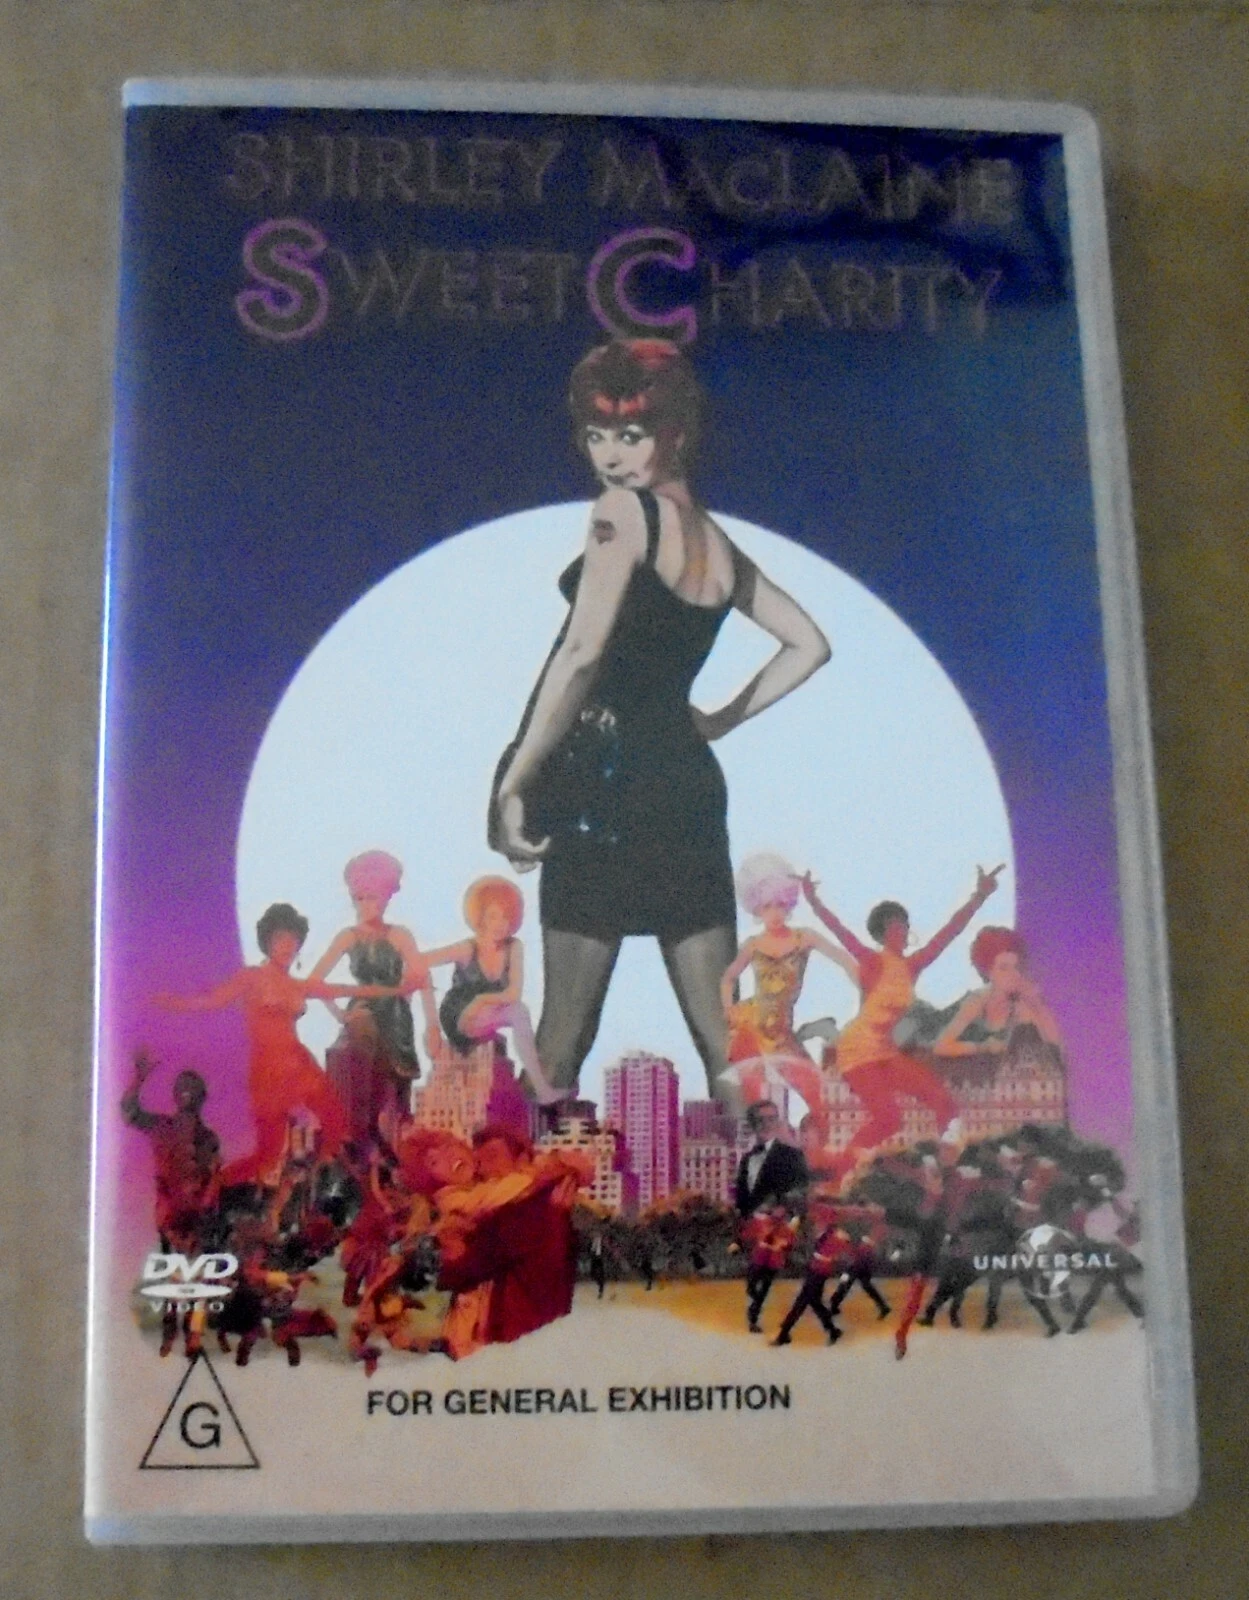 SHIRLEY MACLAINE
SWEET CHARITY
DVD
VIDEO
UNIVERSAL
G
FOR GENERAL EXHIBITION